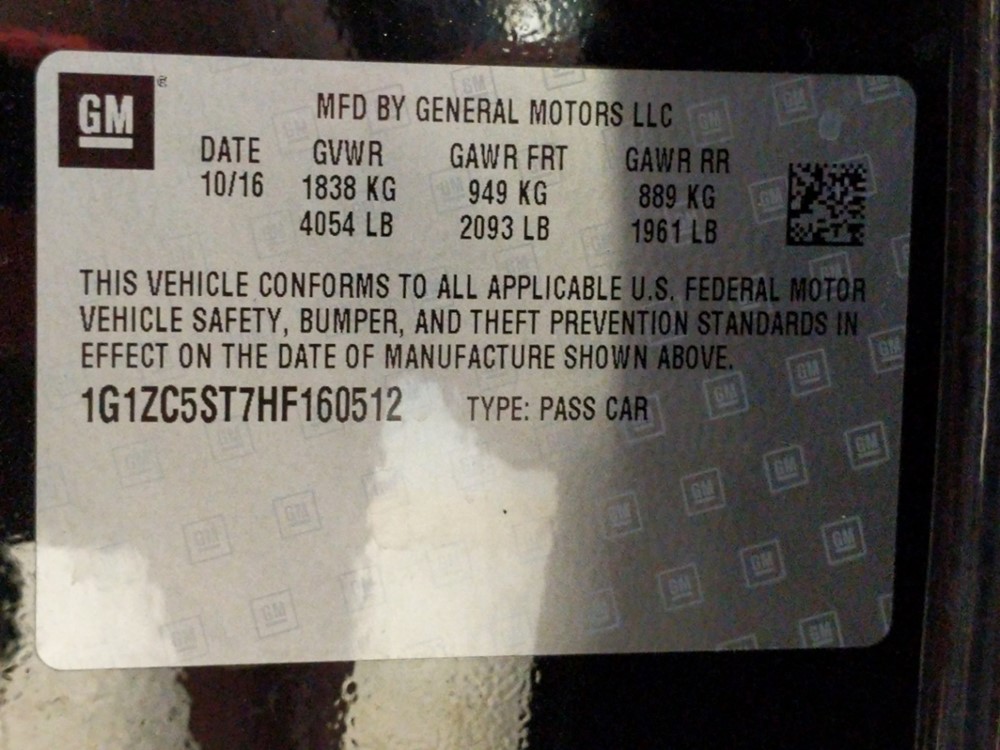 GM ®
MFD BY GENERAL MOTORS LLC
DATE GVWR GAWR FRT GAWR RR
10/16 1838 KG 949 KG 889 KG
4054 LB 2093 LB 1961 LB
THIS VEHICLE CONFORMS TO ALL APPLICABLE U.S. FEDERAL MOTOR
VEHICLE SAFETY, BUMPER, AND THEFT PREVENTION STANDARDS IN
EFFECT ON THE DATE OF MANUFACTURE SHOWN ABOVE.
1G1ZC5ST7HF160512 TYPE: PASS CAR